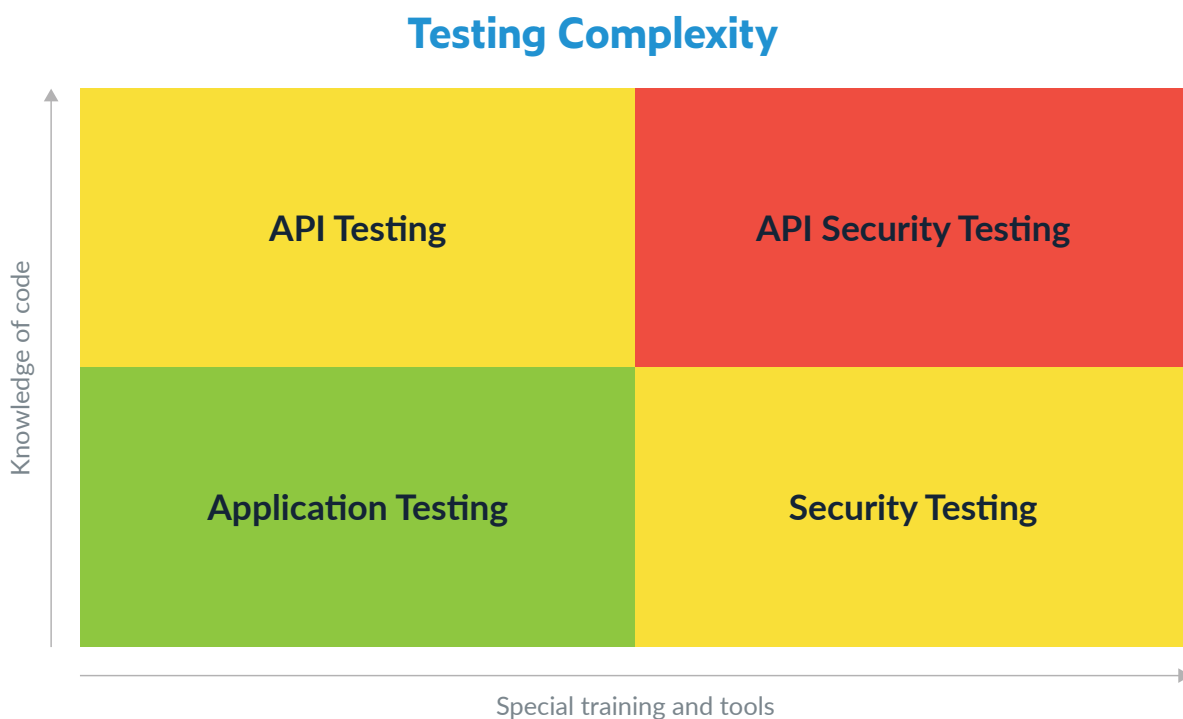 Testing Complexity
API Testing
API Security Testing
Knowledge of code
Application Testing
Security Testing
Special training and tools